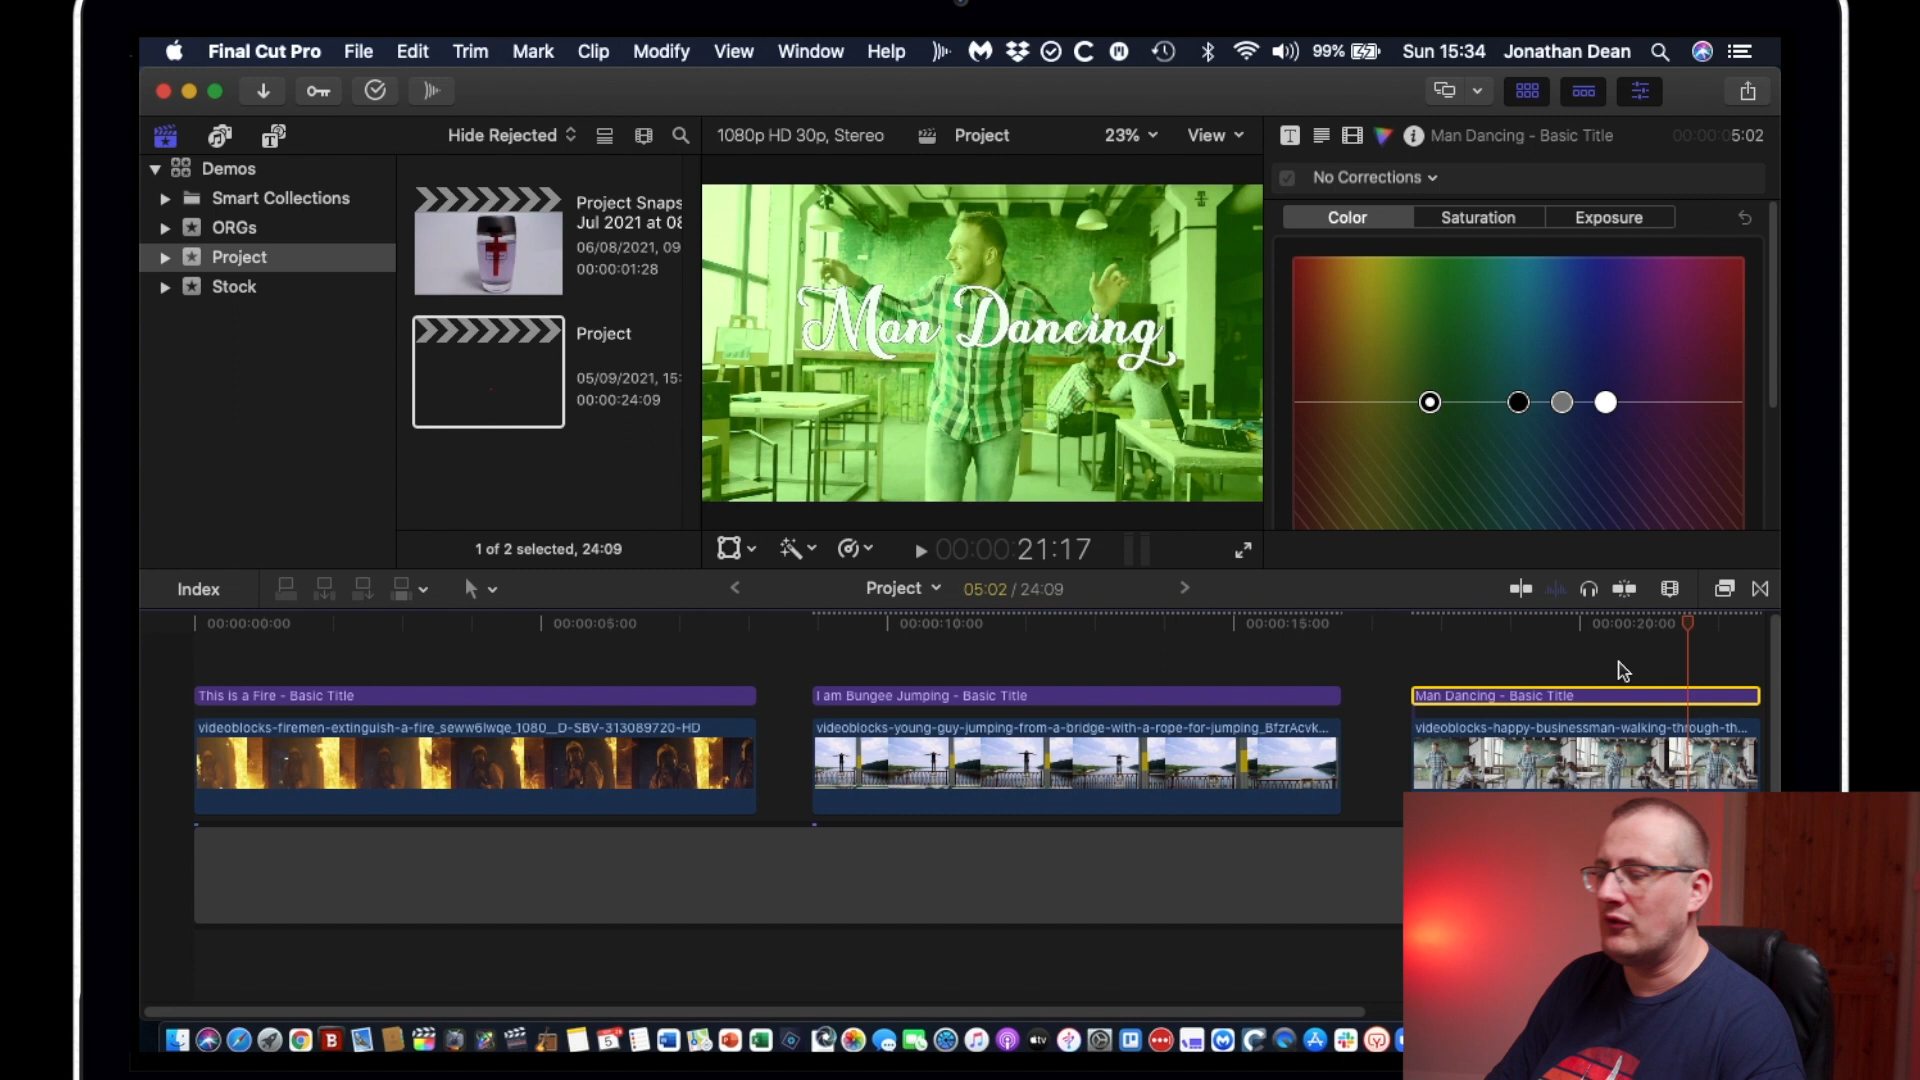 Final Cut Pro File Edit Trim Mark Clip Modify View Window Help 99% Sun 15:34 Jonathan Dean
Hide Rejected 1080p HD 30p, Stereo Project 23% View Man Dancing - Basic Title 00:00:05:02
Demos
Smart Collections
ORGs
Project
Stock
Project Snaps
Jul 2021 at 08
06/08/2021, 09
00:00:01:28
Project
05/09/2021, 15:
00:00:24:09
1 of 2 selected, 24:09
Man Dancing
00:00:21:17
No Corrections
Color Saturation Exposure
Index Project 05:02 / 24:09
00:00:00:00 00:00:05:00 00:00:10:00 00:00:15:00 00:00:20:00
This is a Fire - Basic Title I am Bungee Jumping - Basic Title Man Dancing - Basic Title
videoblocks-firemen-extinguish-a-fire_seww6lwqe_1080__D-SBV-313089720-HD videoblocks-young-guy-jumping-from-a-bridge-with-a-rope-for-jumping_BfzrAcvk... videoblocks-happy-businessman-walking-through-th...